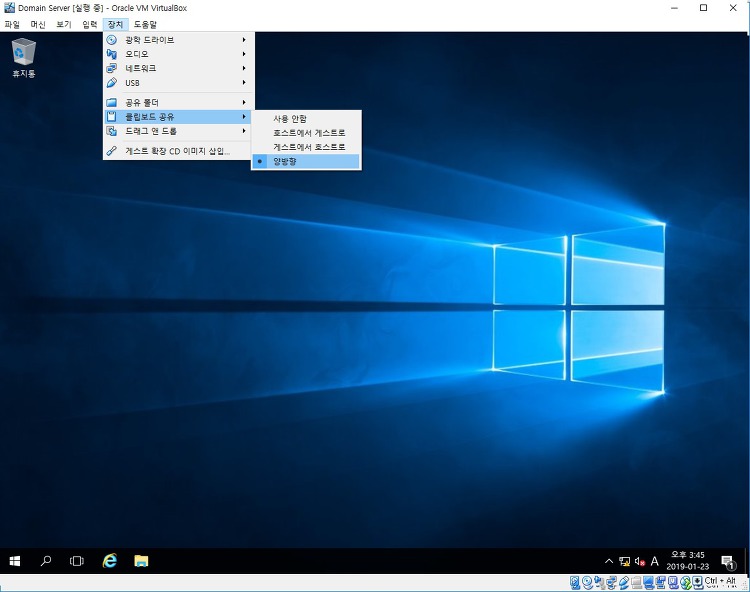 Domain Server [실행 중] - Oracle VM VirtualBox
파일 머신 보기 입력 장치 도움말
휴지통
광학 드라이브
오디오
네트워크
USB
공유 폴더
클립보드 공유
드래그 앤 드롭
게스트 확장 CD 이미지 삽입...
사용 안함
호스트에서 게스트로
게스트에서 호스트로
양방향
A
오후 3:45
2019-01-23
1
Ctrl + Alt